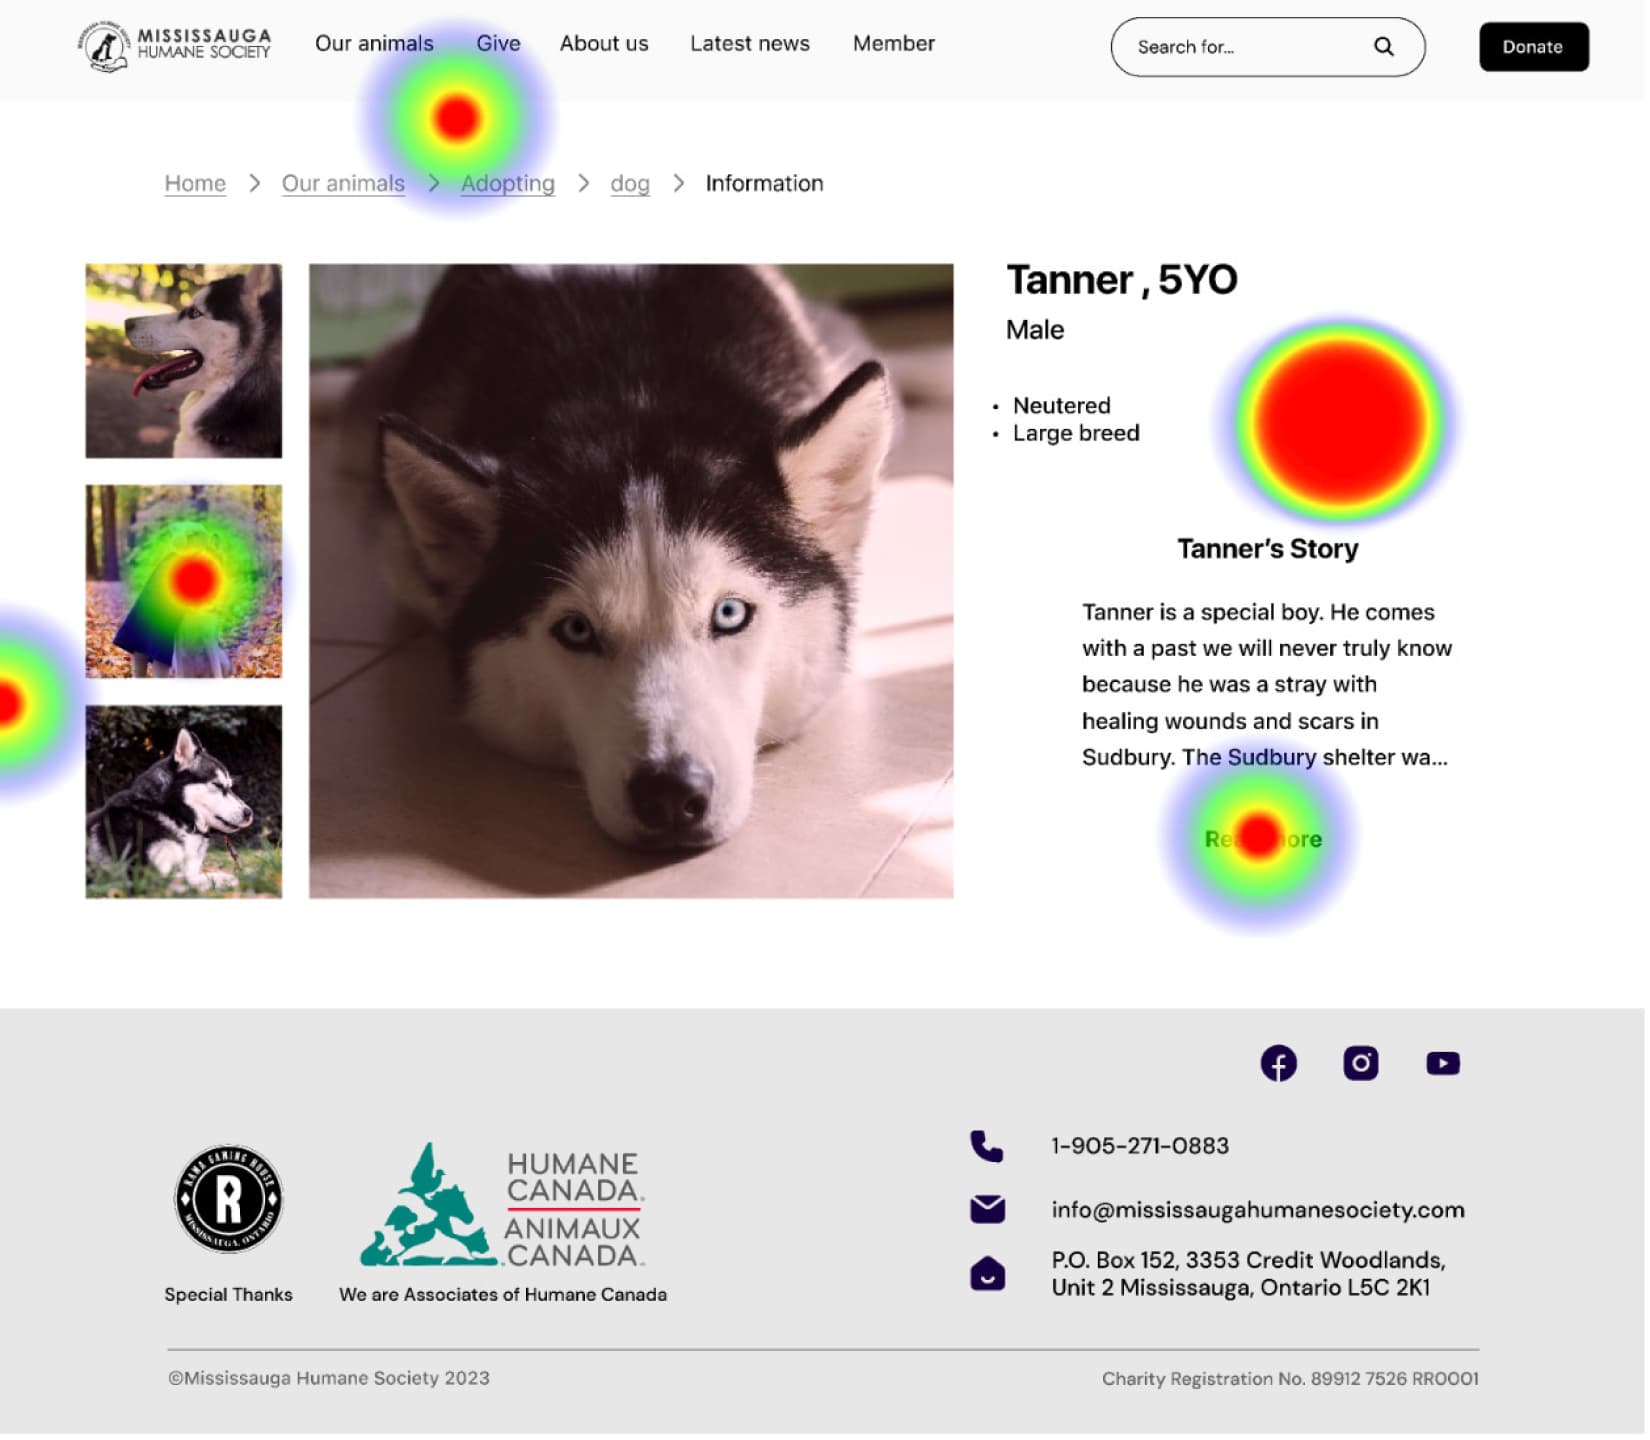 MISSISSAUGA
HUMANE SOCIETY
Our animals
Give
About us
Latest news
Member
Search for...
Donate
Home > Our animals > Adopting > dog > Information
Tanner , 5YO
Male
• Neutered
• Large breed
Tanner's Story
Tanner is a special boy. He comes
with a past we will never truly know
because he was a stray with
healing wounds and scars in
Sudbury. The Sudbury shelter wa...
RAMA GAMING HOUSE
R
MISSISSAUGA, ONTARIO
Special Thanks
HUMANE
CANADA
ANIMAUX
CANADA
We are Associates of Humane Canada
1-905-271-0883
info@mississaugahumanesociety.com
P.O. Box 152, 3353 Credit Woodlands,
Unit 2 Mississauga, Ontario L5C 2K1
©Mississauga Humane Society 2023
Charity Registration No. 89912 7526 RR0001